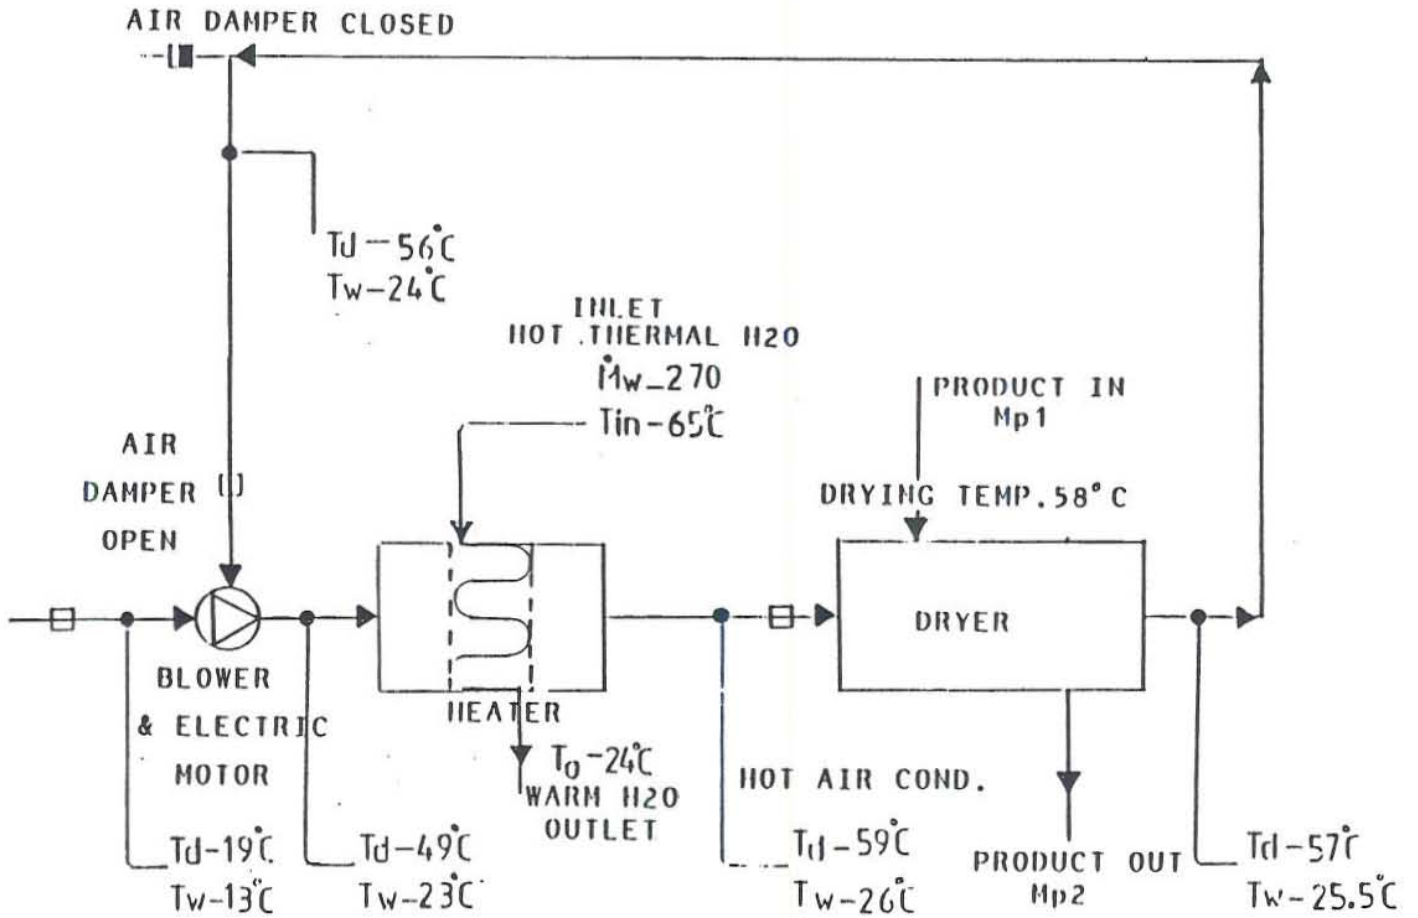 AIR DAMPER CLOSED
Td-56°C
Tw-24°C
INLET
HOT .THERMAL H2O
Ṁw-270
Tin-65°C
PRODUCT IN
Mp1
AIR
DAMPER
OPEN
DRYING TEMP.58°C
DRYER
BLOWER
& ELECTRIC
MOTOR
HEATER
To-24°C
WARM H2O
OUTLET
HOT AIR COND.
Td-19°C
Tw-13°C
Td-49°C
Tw-23°C
Td-59°C
Tw-26°C
PRODUCT OUT
Mp2
Td-57°C
Tw-25.5°C